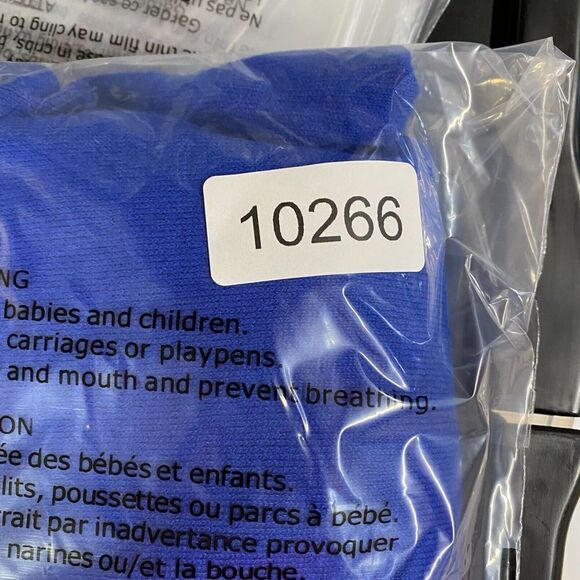 Garder ce
Ne pas u
se in cribs, b
thin film may cling to n
10266
NG
babies and children.
carriages or playpens.
and mouth and prevent breathing.
ON
ée des bébés et enfants.
lits, poussettes ou parcs à bébé.
rait par inadvertance provoquer
narines ou/et la bouche.